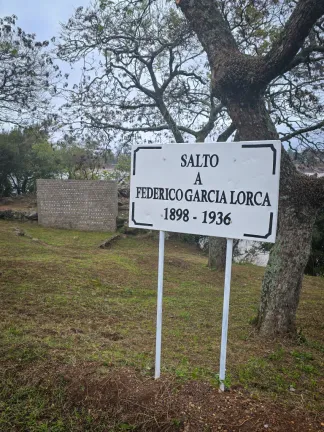 SALTO
A
FEDERICO GARCIA LORCA
1898 - 1936